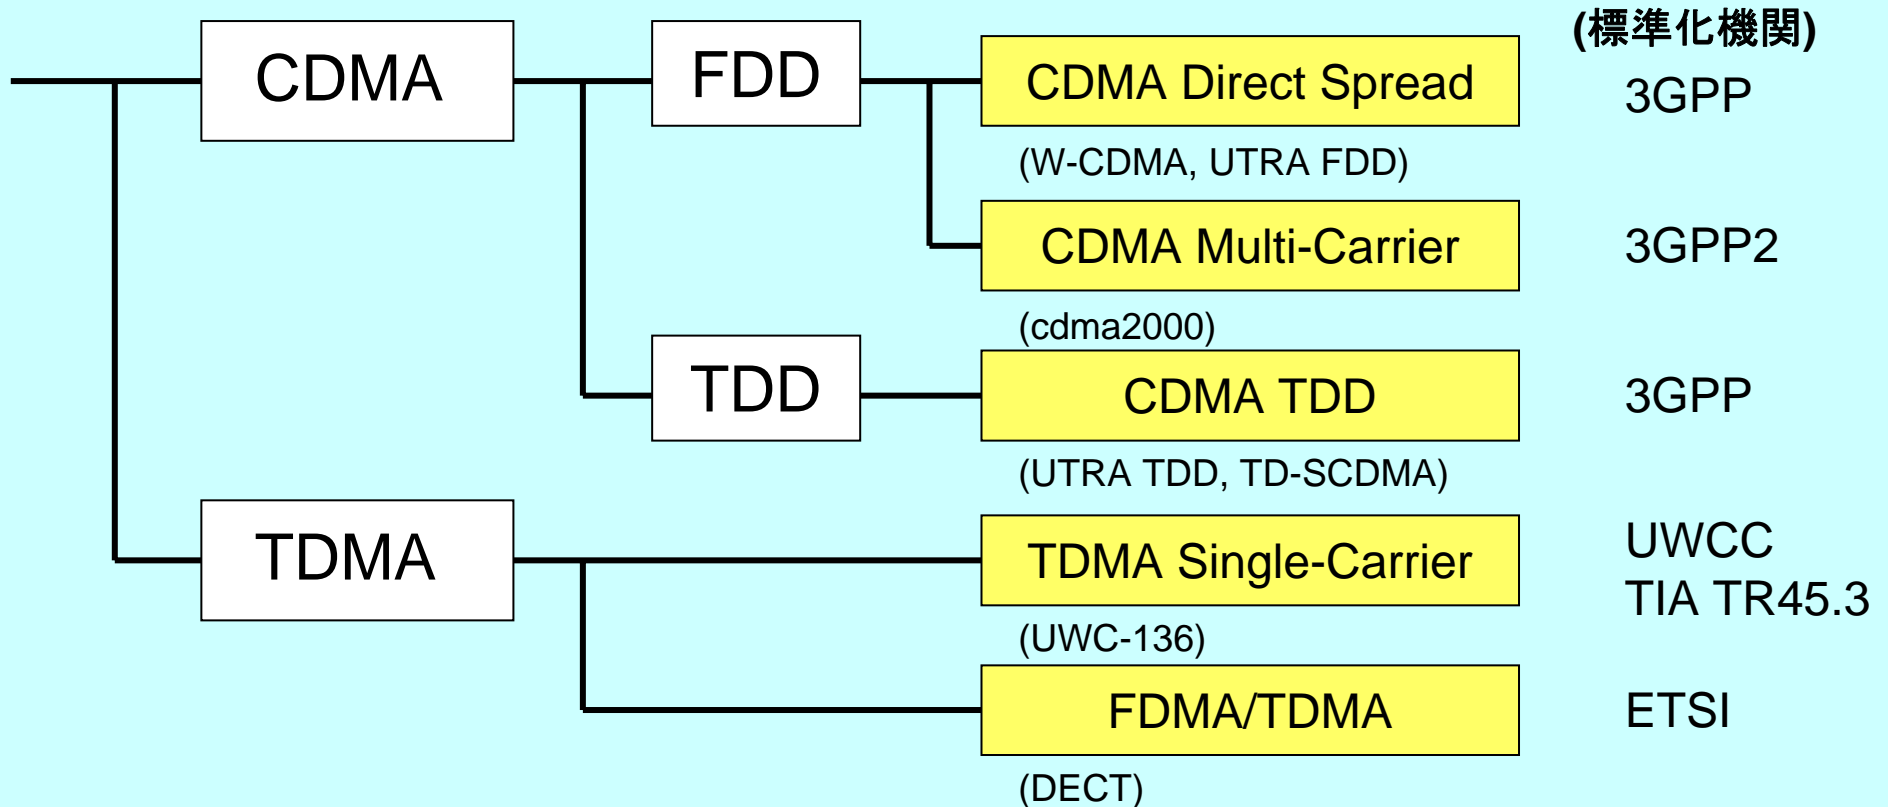 (標準化機関)
CDMA
FDD
CDMA Direct Spread
3GPP
(W-CDMA, UTRA FDD)
CDMA Multi-Carrier
3GPP2
(cdma2000)
TDD
CDMA TDD
3GPP
(UTRA TDD, TD-SCDMA)
TDMA
TDMA Single-Carrier
UWCC
TIA TR45.3
(UWC-136)
FDMA/TDMA
ETSI
(DECT)